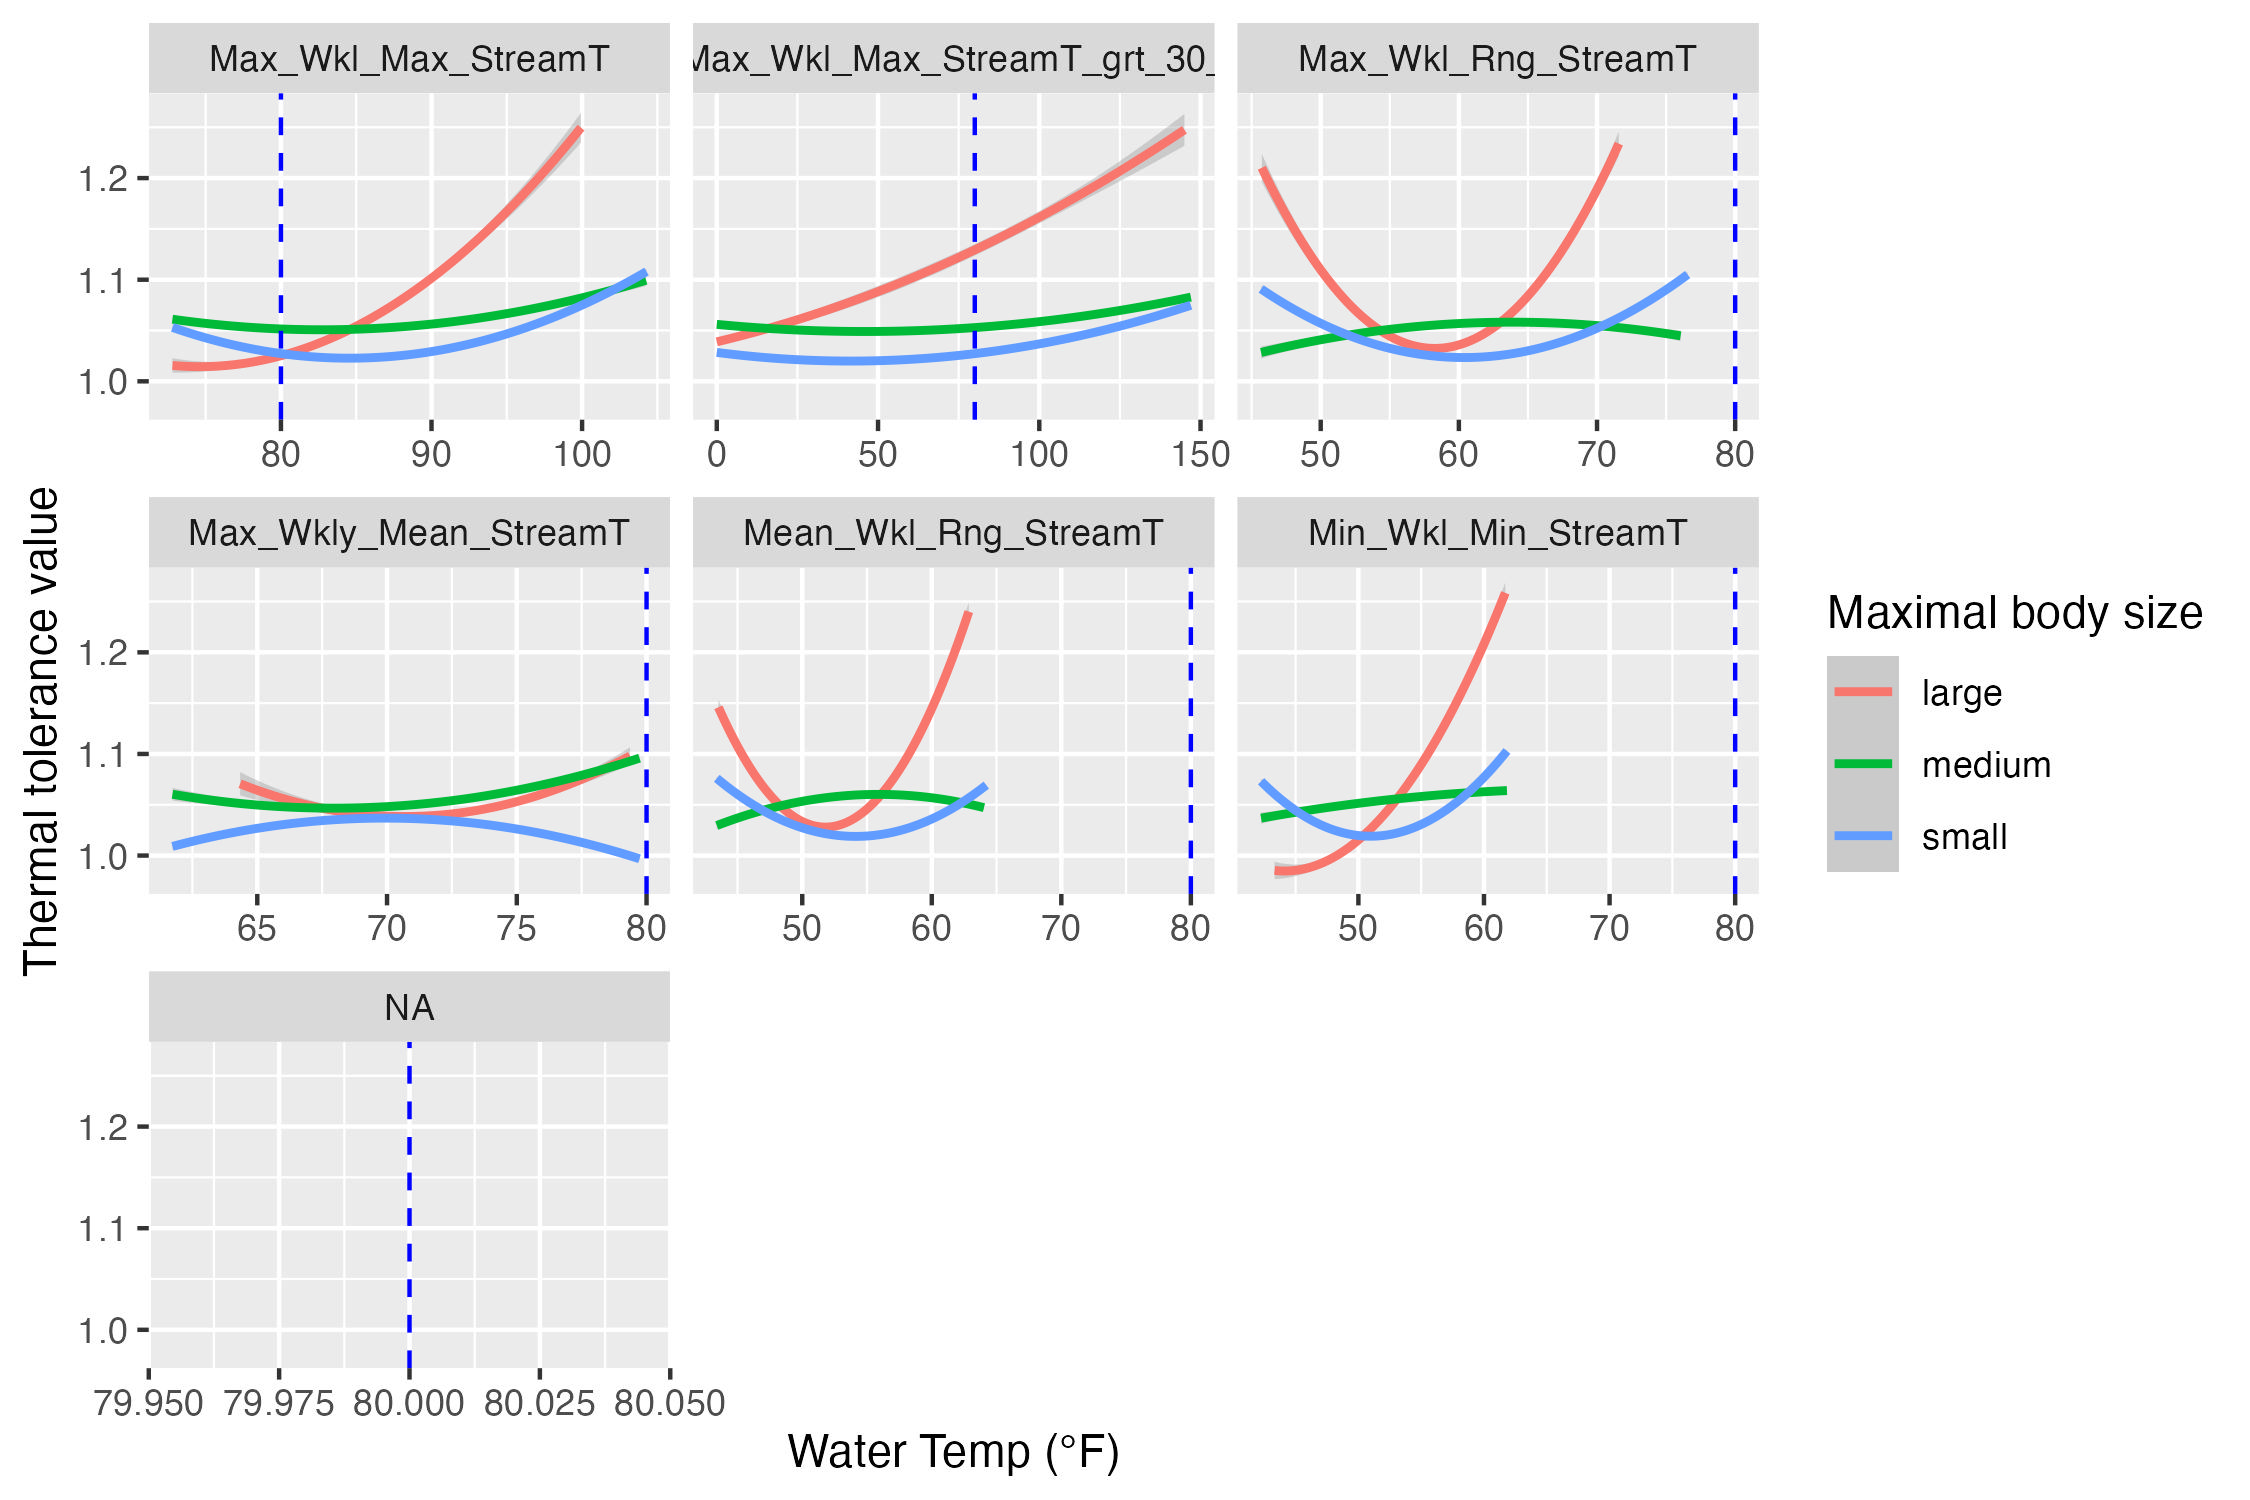 Max_Wkl_Max_StreamT
Max_Wkl_Max_StreamT_grt_30_
Max_Wkl_Rng_StreamT
1.2
1.1
1.0
80 90 100
0 50 100 150
50 60 70 80
Max_Wkly_Mean_StreamT
Mean_Wkl_Rng_StreamT
Min_Wkl_Min_StreamT
1.2
1.1
1.0
65 70 75 80
50 60 70 80
50 60 70 80
NA
1.2
1.1
1.0
79.950 79.975 80.000 80.025 80.050
Water Temp (°F)
Thermal tolerance value
Maximal body size
large
medium
small